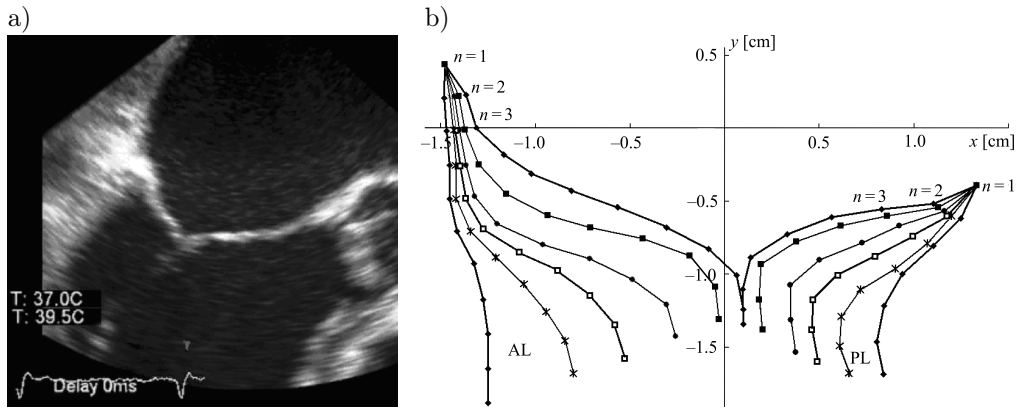 a)
T: 37.0C
T: 39.5C
Delay 0ms
b)
y [cm]
0.5
n = 1
n = 2
n = 3
−1.5
−1.0
−0.5
0.5
1.0
x [cm]
n = 3
n = 2
n = 1
−0.5
−1.0
−1.5
AL
PL